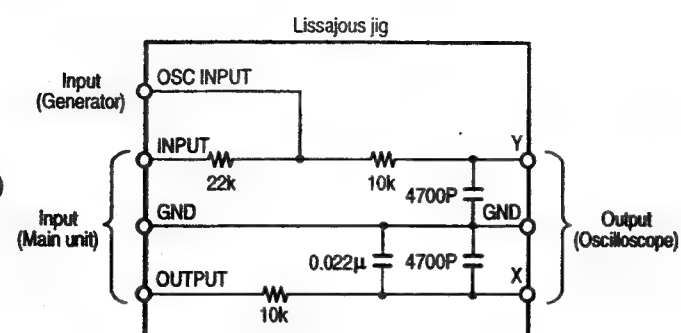 Lissajous jig
Input
(Generator)
OSC INPUT
INPUT
22k
10k
Y
4700P
GND
GND
Input
(Main unit)
Output
(Oscilloscope)
0.022μ
4700P
OUTPUT
X
10k